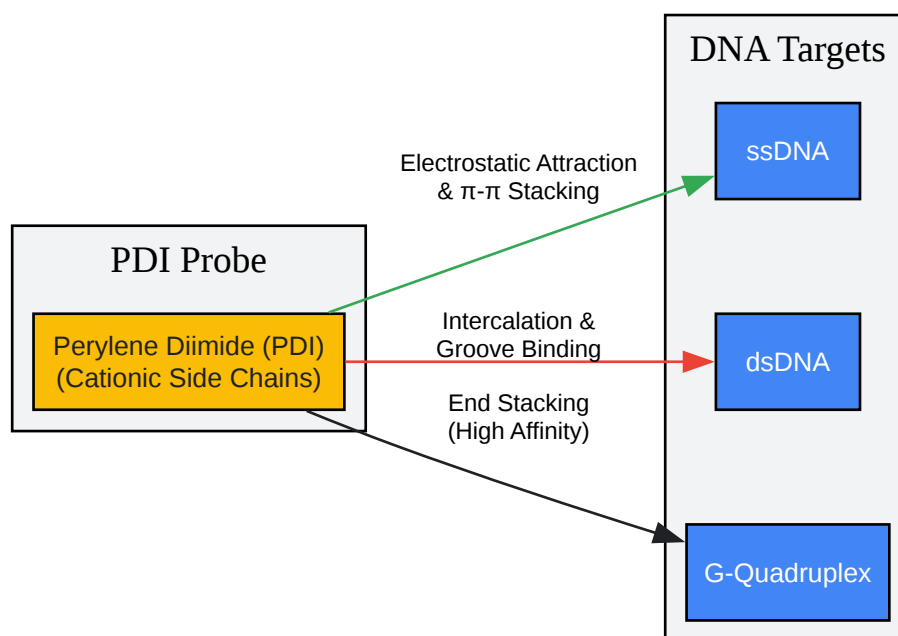 DNA Targets
ssDNA
Electrostatic Attraction
& π-π Stacking
PDI Probe
Perylene Diimide (PDI)
(Cationic Side Chains)
Intercalation &
Groove Binding
dsDNA
End Stacking
(High Affinity)
G-Quadruplex